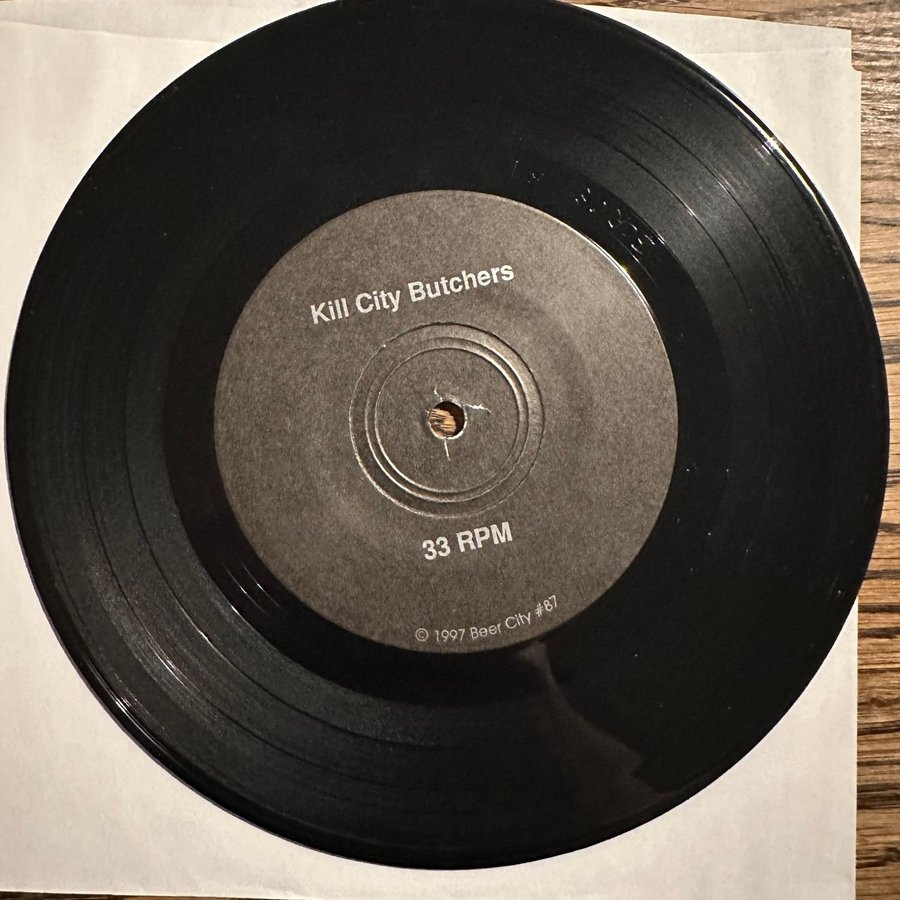 Kill City Butchers
33 RPM
© 1997 Beer City #87